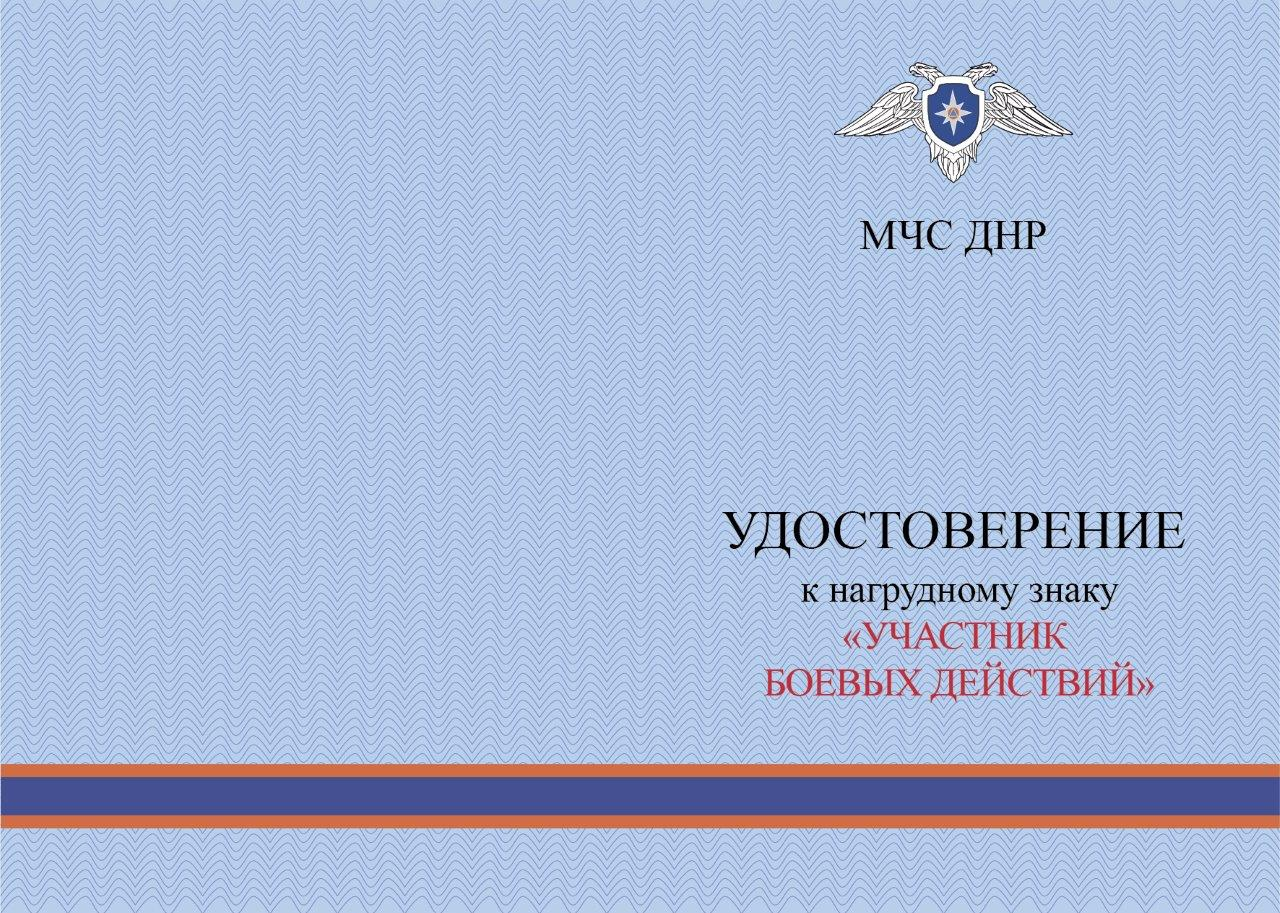 МЧС ДНР
УДОСТОВЕРЕНИЕ
к нагрудному знаку
«УЧАСТНИК
БОЕВЫХ ДЕЙСТВИЙ»